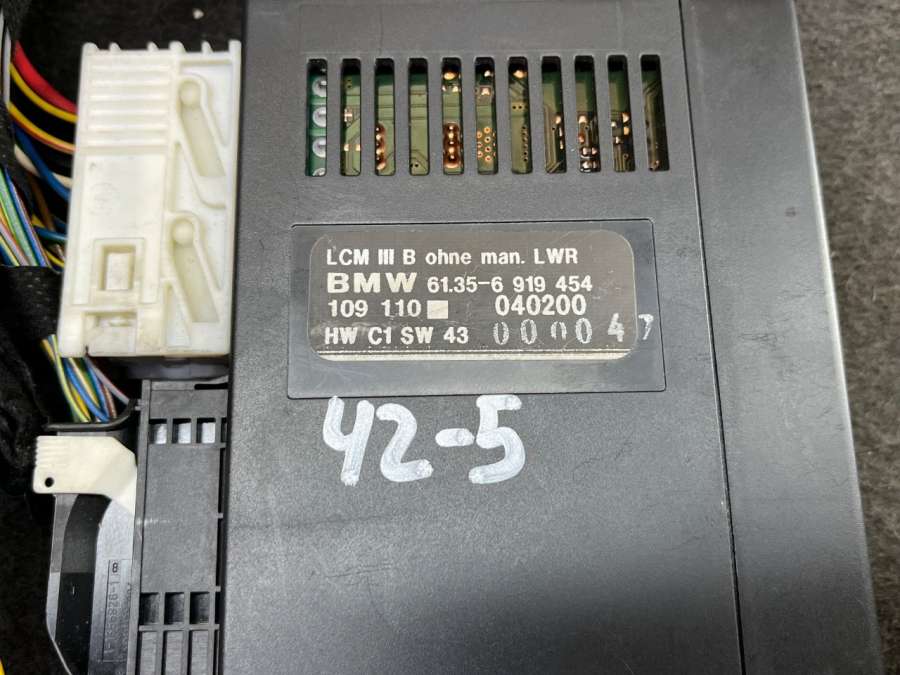 LCM III B ohne man. LWR
BMW 61.35-6 919 454
109 110 040200
HW C1 SW 43 000047
42-5